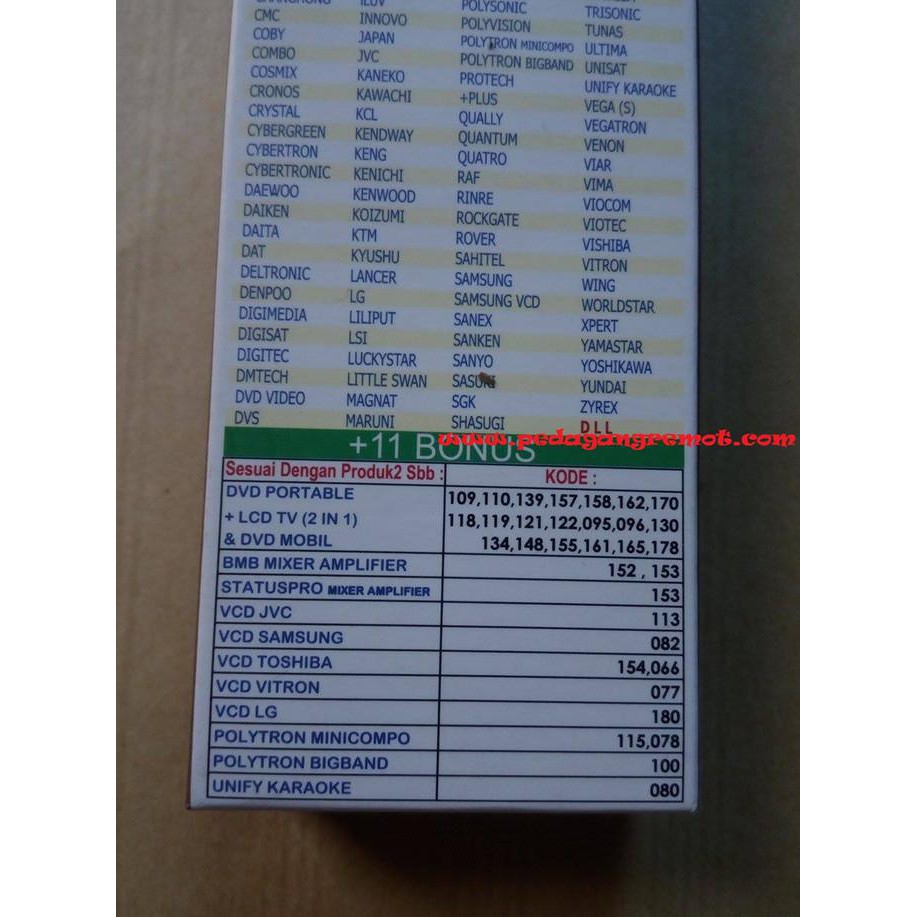 CHANGHONG
CMC
COBY
COMBO
COSMIX
CRONOS
CRYSTAL
CYBERGREEN
CYBERTRON
CYBERTRONIC
DAEWOO
DAIKEN
DAITA
DAT
DELTRONIC
DENPOO
DIGIMEDIA
DIGISAT
DIGITEC
DMTECH
DVD VIDEO
DVS
ILUV
INNOVO
JAPAN
JVC
KANEKO
KAWACHI
KCL
KENDWAY
KENG
KENICHI
KENWOOD
KOIZUMI
KTM
KYUSHU
LANCER
LG
LILIPUT
LSI
LUCKYSTAR
LITTLE SWAN
MAGNAT
MARUNI
POLYSONIC
POLYVISION
POLYTRON MINICOMPO
POLYTRON BIGBAND
PROTECH
+PLUS
QUALLY
QUANTUM
QUATRO
RAF
RINRE
ROCKGATE
ROVER
SAHITEL
SAMSUNG
SAMSUNG VCD
SANEX
SANKEN
SANYO
SASUKI
SGK
SHASUGI
TRISONIC
TUNAS
ULTIMA
UNISAT
UNIFY KARAOKE
VEGA (S)
VEGATRON
VENON
VIAR
VIMA
VIOCOM
VIOTEC
VISHIBA
VITRON
WING
WORLDSTAR
XPERT
YAMASTAR
YOSHIKAWA
YUNDAI
ZYREX
DLL
+11 BONUS
www.pedagangremot.com
Sesuai Dengan Produk2 Sbb : KODE :
DVD PORTABLE 109,110,139,157,158,162,170
+ LCD TV (2 IN 1) 118,119,121,122,095,096,130
& DVD MOBIL 134,148,155,161,165,178
BMB MIXER AMPLIFIER 152 , 153
STATUSPRO MIXER AMPLIFIER 153
VCD JVC 113
VCD SAMSUNG 082
VCD TOSHIBA 154,066
VCD VITRON 077
VCD LG 180
POLYTRON MINICOMPO 115,078
POLYTRON BIGBAND 100
UNIFY KARAOKE 080